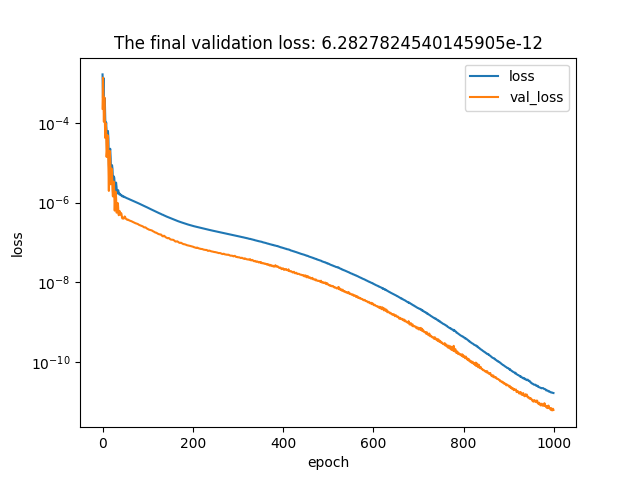 The final validation loss: 6.2827824540145905e-12
loss
val_loss
10⁻⁴
10⁻⁶
10⁻⁸
10⁻¹⁰
loss
0 200 400 600 800 1000
epoch